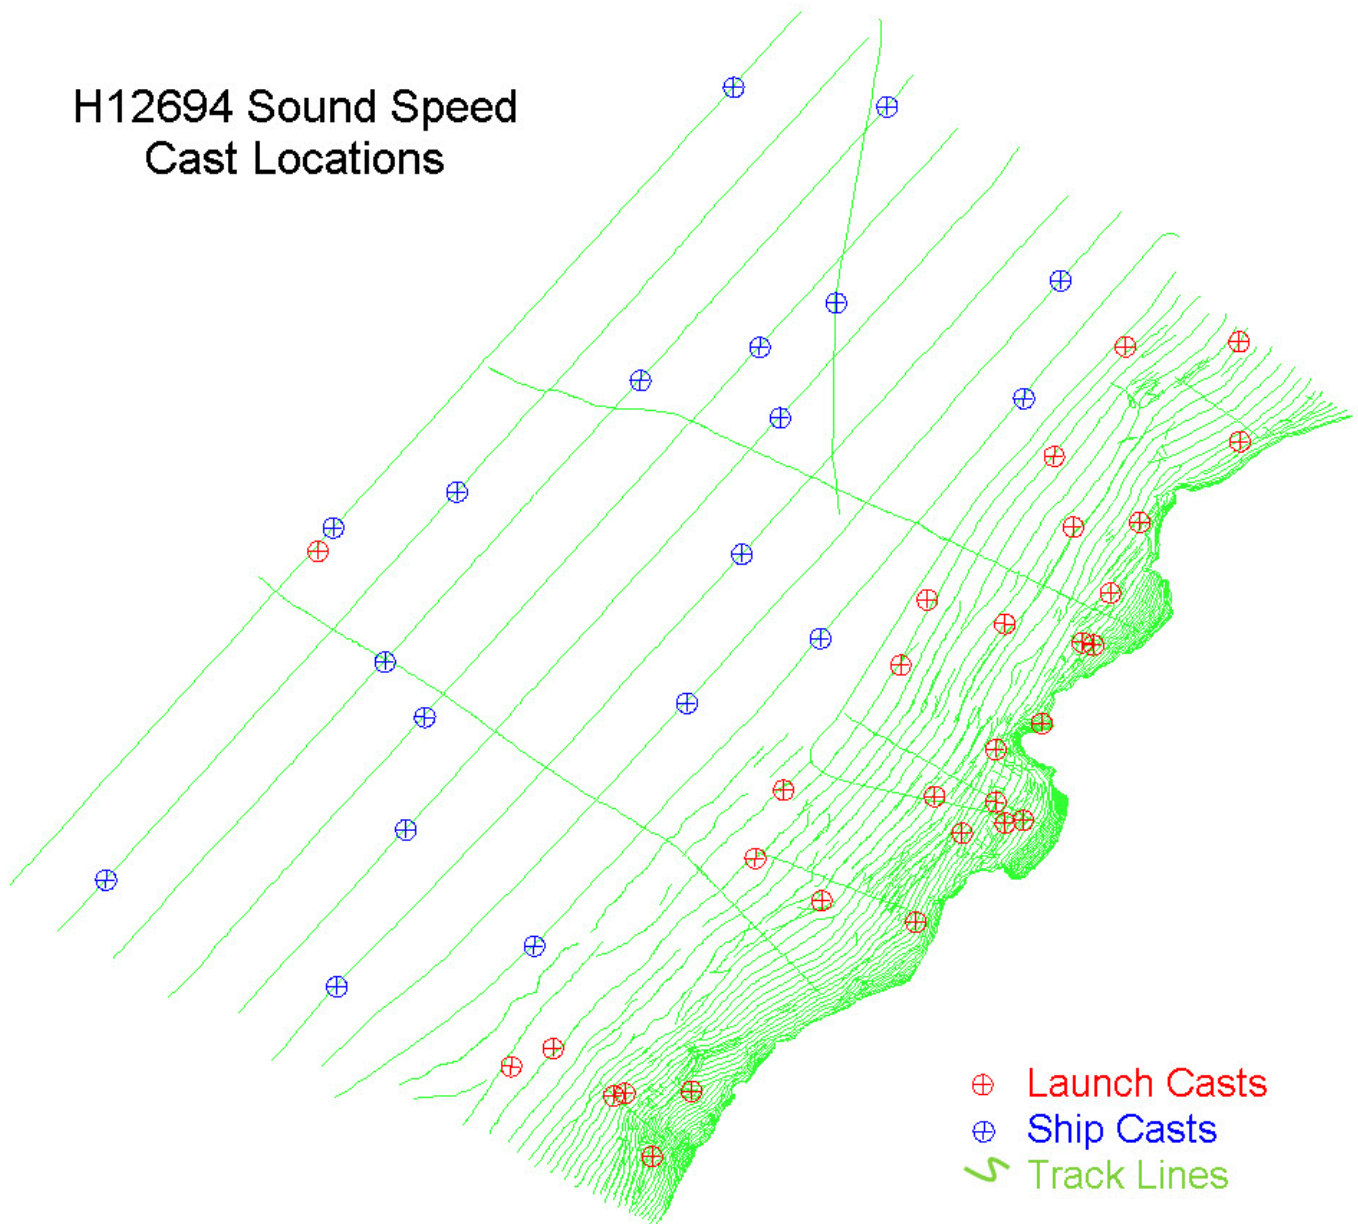 H12694 Sound Speed
Cast Locations
Launch Casts
Ship Casts
Track Lines